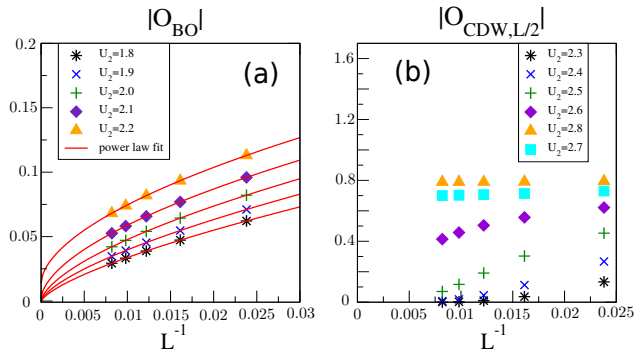 |O_BO|
(a)
U_2=1.8
U_2=1.9
U_2=2.0
U_2=2.1
U_2=2.2
power law fit
0.2
0.15
0.1
0.05
0
0 0.005 0.01 0.015 0.02 0.025 0.03
L^-1
|O_CDW,L/2|
(b)
U_2=2.3
U_2=2.4
U_2=2.5
U_2=2.6
U_2=2.8
U_2=2.7
1.6
1.2
0.8
0.4
0
0 0.005 0.01 0.015 0.02 0.025
L^-1